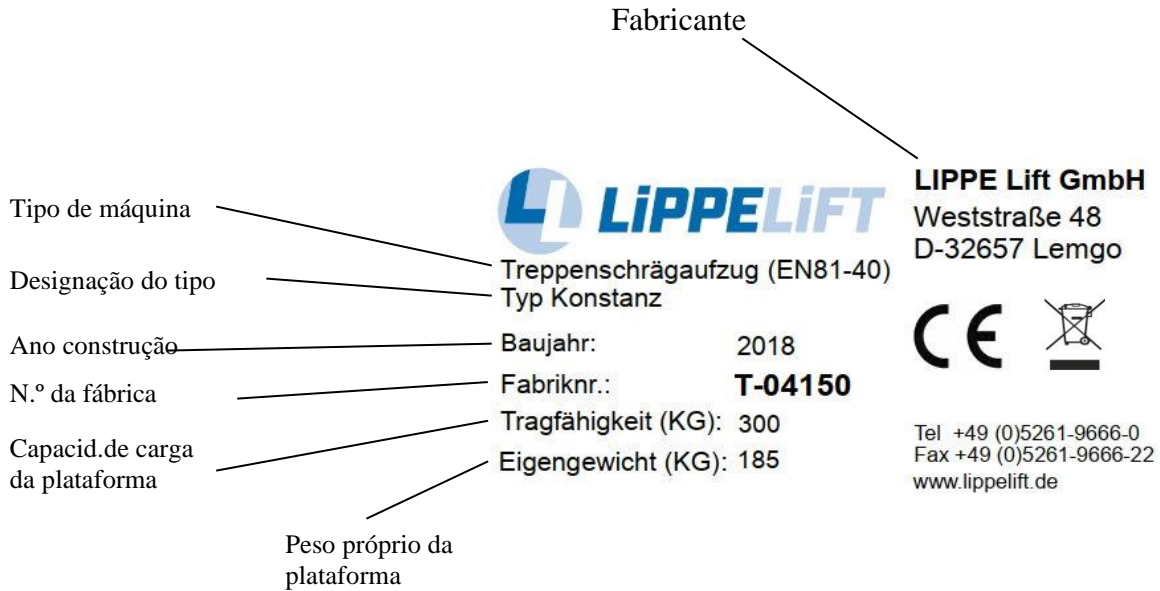 Fabricante
LiPPELiFT
LIPPE Lift GmbH
Weststraße 48
D-32657 Lemgo
Tipo de máquina
Treppenschrägaufzug (EN81-40)
Designação do tipo
Typ Konstanz
CE
Ano construção
Baujahr: 2018
N.º da fábrica
Fabriknr.: T-04150
Capacid.de carga
da plataforma
Tragfähigkeit (KG): 300
Eigengewicht (KG): 185
Tel +49 (0)5261-9666-0
Fax +49 (0)5261-9666-22
www.lippelift.de
Peso próprio da
plataforma